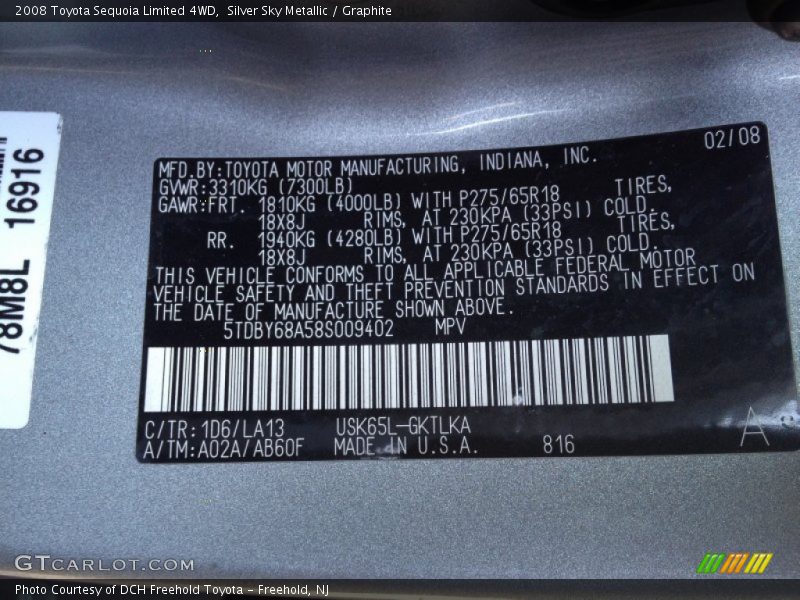 2008 Toyota Sequoia Limited 4WD, Silver Sky Metallic / Graphite
16916
78M8L
02/08
MFD.BY:TOYOTA MOTOR MANUFACTURING, INDIANA, INC.
GVWR:3310KG (7300LB)
GAWR:FRT. 1810KG (4000LB) WITH P275/65R18 TIRES,
18X8J RIMS, AT 230KPA (33PSI) COLD.
RR. 1940KG (4280LB) WITH P275/65R18 TIRES,
18X8J RIMS, AT 230KPA (33PSI) COLD.
THIS VEHICLE CONFORMS TO ALL APPLICABLE FEDERAL MOTOR
VEHICLE SAFETY AND THEFT PREVENTION STANDARDS IN EFFECT ON
THE DATE OF MANUFACTURE SHOWN ABOVE.
5TDBY68A58S009402 MPV
C/TR:1D6/LA13 USK65L-GKTLKA
A/TM:A02A/AB60F MADE IN U.S.A. 816 A
GTCARLOT.COM
Photo Courtesy of DCH Freehold Toyota – Freehold, NJ